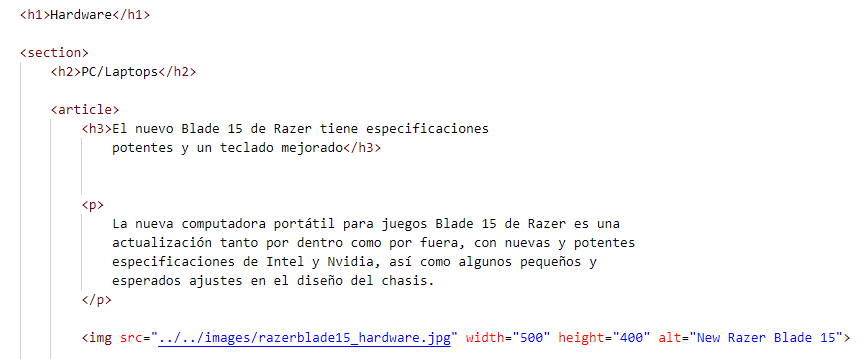 <h1>Hardware</h1>
<section>
<h2>PC/Laptops</h2>
<article>
<h3>El nuevo Blade 15 de Razer tiene especificaciones
potentes y un teclado mejorado</h3>
<p>
La nueva computadora portátil para juegos Blade 15 de Razer es una
actualización tanto por dentro como por fuera, con nuevas y potentes
especificaciones de Intel y Nvidia, así como algunos pequeños y
esperados ajustes en el diseño del chasis.
</p>
<img src="../../images/razerblade15_hardware.jpg" width="500" height="400" alt="New Razer Blade 15">